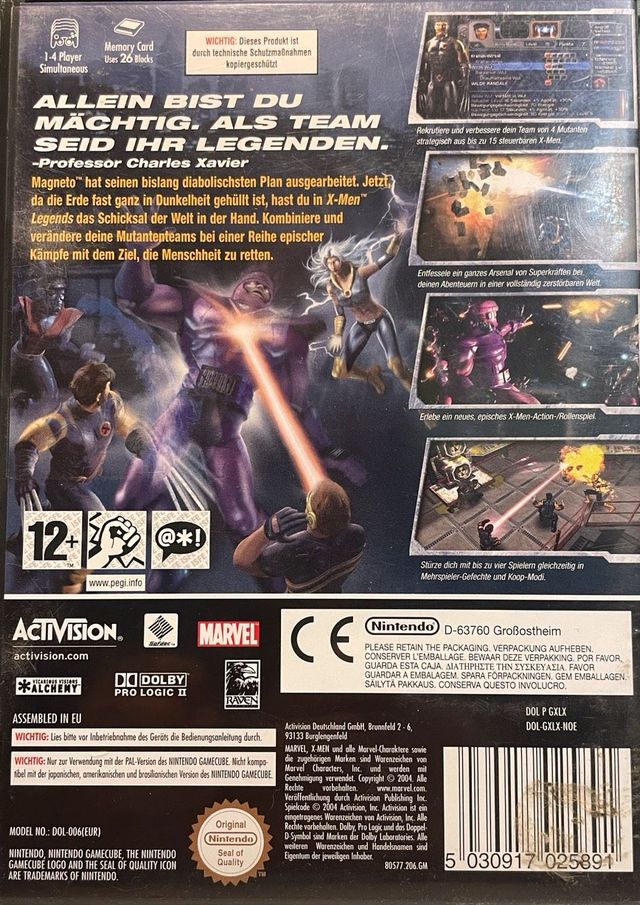 1-4 Player
Simultaneous
Memory Card
Uses 26 Blocks
WICHTIG: Dieses Produkt ist
durch technische Schutzmaßnahmen
kopiergeschützt
ALLEIN BIST DU
MÄCHTIG. ALS TEAM
SEID IHR LEGENDEN.
-Professor Charles Xavier
Magneto™ hat seinen bislang diabolischsten Plan ausgearbeitet. Jetzt,
da die Erde fast ganz in Dunkelheit gehüllt ist, hast du in X-Men™
Legends das Schicksal der Welt in der Hand. Kombiniere und
verändere deine Mutantenteams bei einer Reihe epischer
Kämpfe mit dem Ziel, die Menschheit zu retten.
Rekrutiere und verbessere dein Team von 4 Mutanten
strategisch aus bis zu 15 steuerbaren X-Men.
Entfessele ein ganzes Arsenal von Superkräften bei
deinen Abenteuern in einer vollständig zerstörbaren Welt.
Erlebe ein neues, episches X-Men-Action-/Rollenspiel.
Stürze dich mit bis zu vier Spielern gleichzeitig in
Mehrspieler-Gefechte und Koop-Modi.
12+
@*!
www.pegi.info
ACTIVISION®
activision.com
MARVEL
VICARIOUS VISIONS
ALCHEMY
DOLBY
PRO LOGIC II
RAVEN
CE
Nintendo D-63760 Großostheim
PLEASE RETAIN THE PACKAGING. VERPACKUNG AUFHEBEN.
CONSERVER L'EMBALLAGE. BEWAAR DEZE VERPAKKING. POR FAVOR,
GUARDA ESTA CAJA. ΔΙΑΤΗΡΗΣΤΕ ΤΗΝ ΣΥΣΚΕΥΑΣΙΑ. FAVOR
GUARDAR A EMBALAGEM. SPARA FÖRPACKNINGEN. GEM EMBALLAGEN.
SÄILYTÄ PAKKAUS. CONSERVA QUESTO INVOLUCRO.
ASSEMBLED IN EU
WICHTIG: Lies bitte vor Inbetriebnahme des Geräts die Bedienungsanleitung durch.
WICHTIG: Nur zur Verwendung mit der PAL-Version des NINTENDO GAMECUBE. Nicht kompa-
tibel mit der japanischen, amerikanischen und brasilianischen Version des NINTENDO GAMECUBE.
MODEL NO.: DOL-006(EUR)
NINTENDO, NINTENDO GAMECUBE, THE NINTENDO
GAMECUBE LOGO AND THE SEAL OF QUALITY ICON
ARE TRADEMARKS OF NINTENDO.
Original
Nintendo
Seal of
Quality
TM
Activision Deutschland GmbH, Brunnfeld 2 - 6,
93133 Burglengenfeld
MARVEL, X-MEN und alle Marvel-Charaktere sowie
die zugehörigen Marken sind Warenzeichen von
Marvel Characters, Inc. und werden mit
Genehmigung verwendet. Copyright © 2004. Alle
Rechte vorbehalten. www.marvel.com.
Veröffentlichung durch Activision Publishing Inc.
Spielcode © 2004 Activision, Inc. Activision ist ein
eingetragenes Warenzeichen von Activision, Inc. Alle
Rechte vorbehalten. Dolby, Pro Logic und das Doppel-
D-Symbol sind Marken der Dolby Laboratories. Alle
weiteren Warenzeichen und Handelsnamen sind
Eigentum der jeweiligen Inhaber.
80577.206.GM
DOL P GXLX
DOL-GXLX-NOE
5 030917 025891